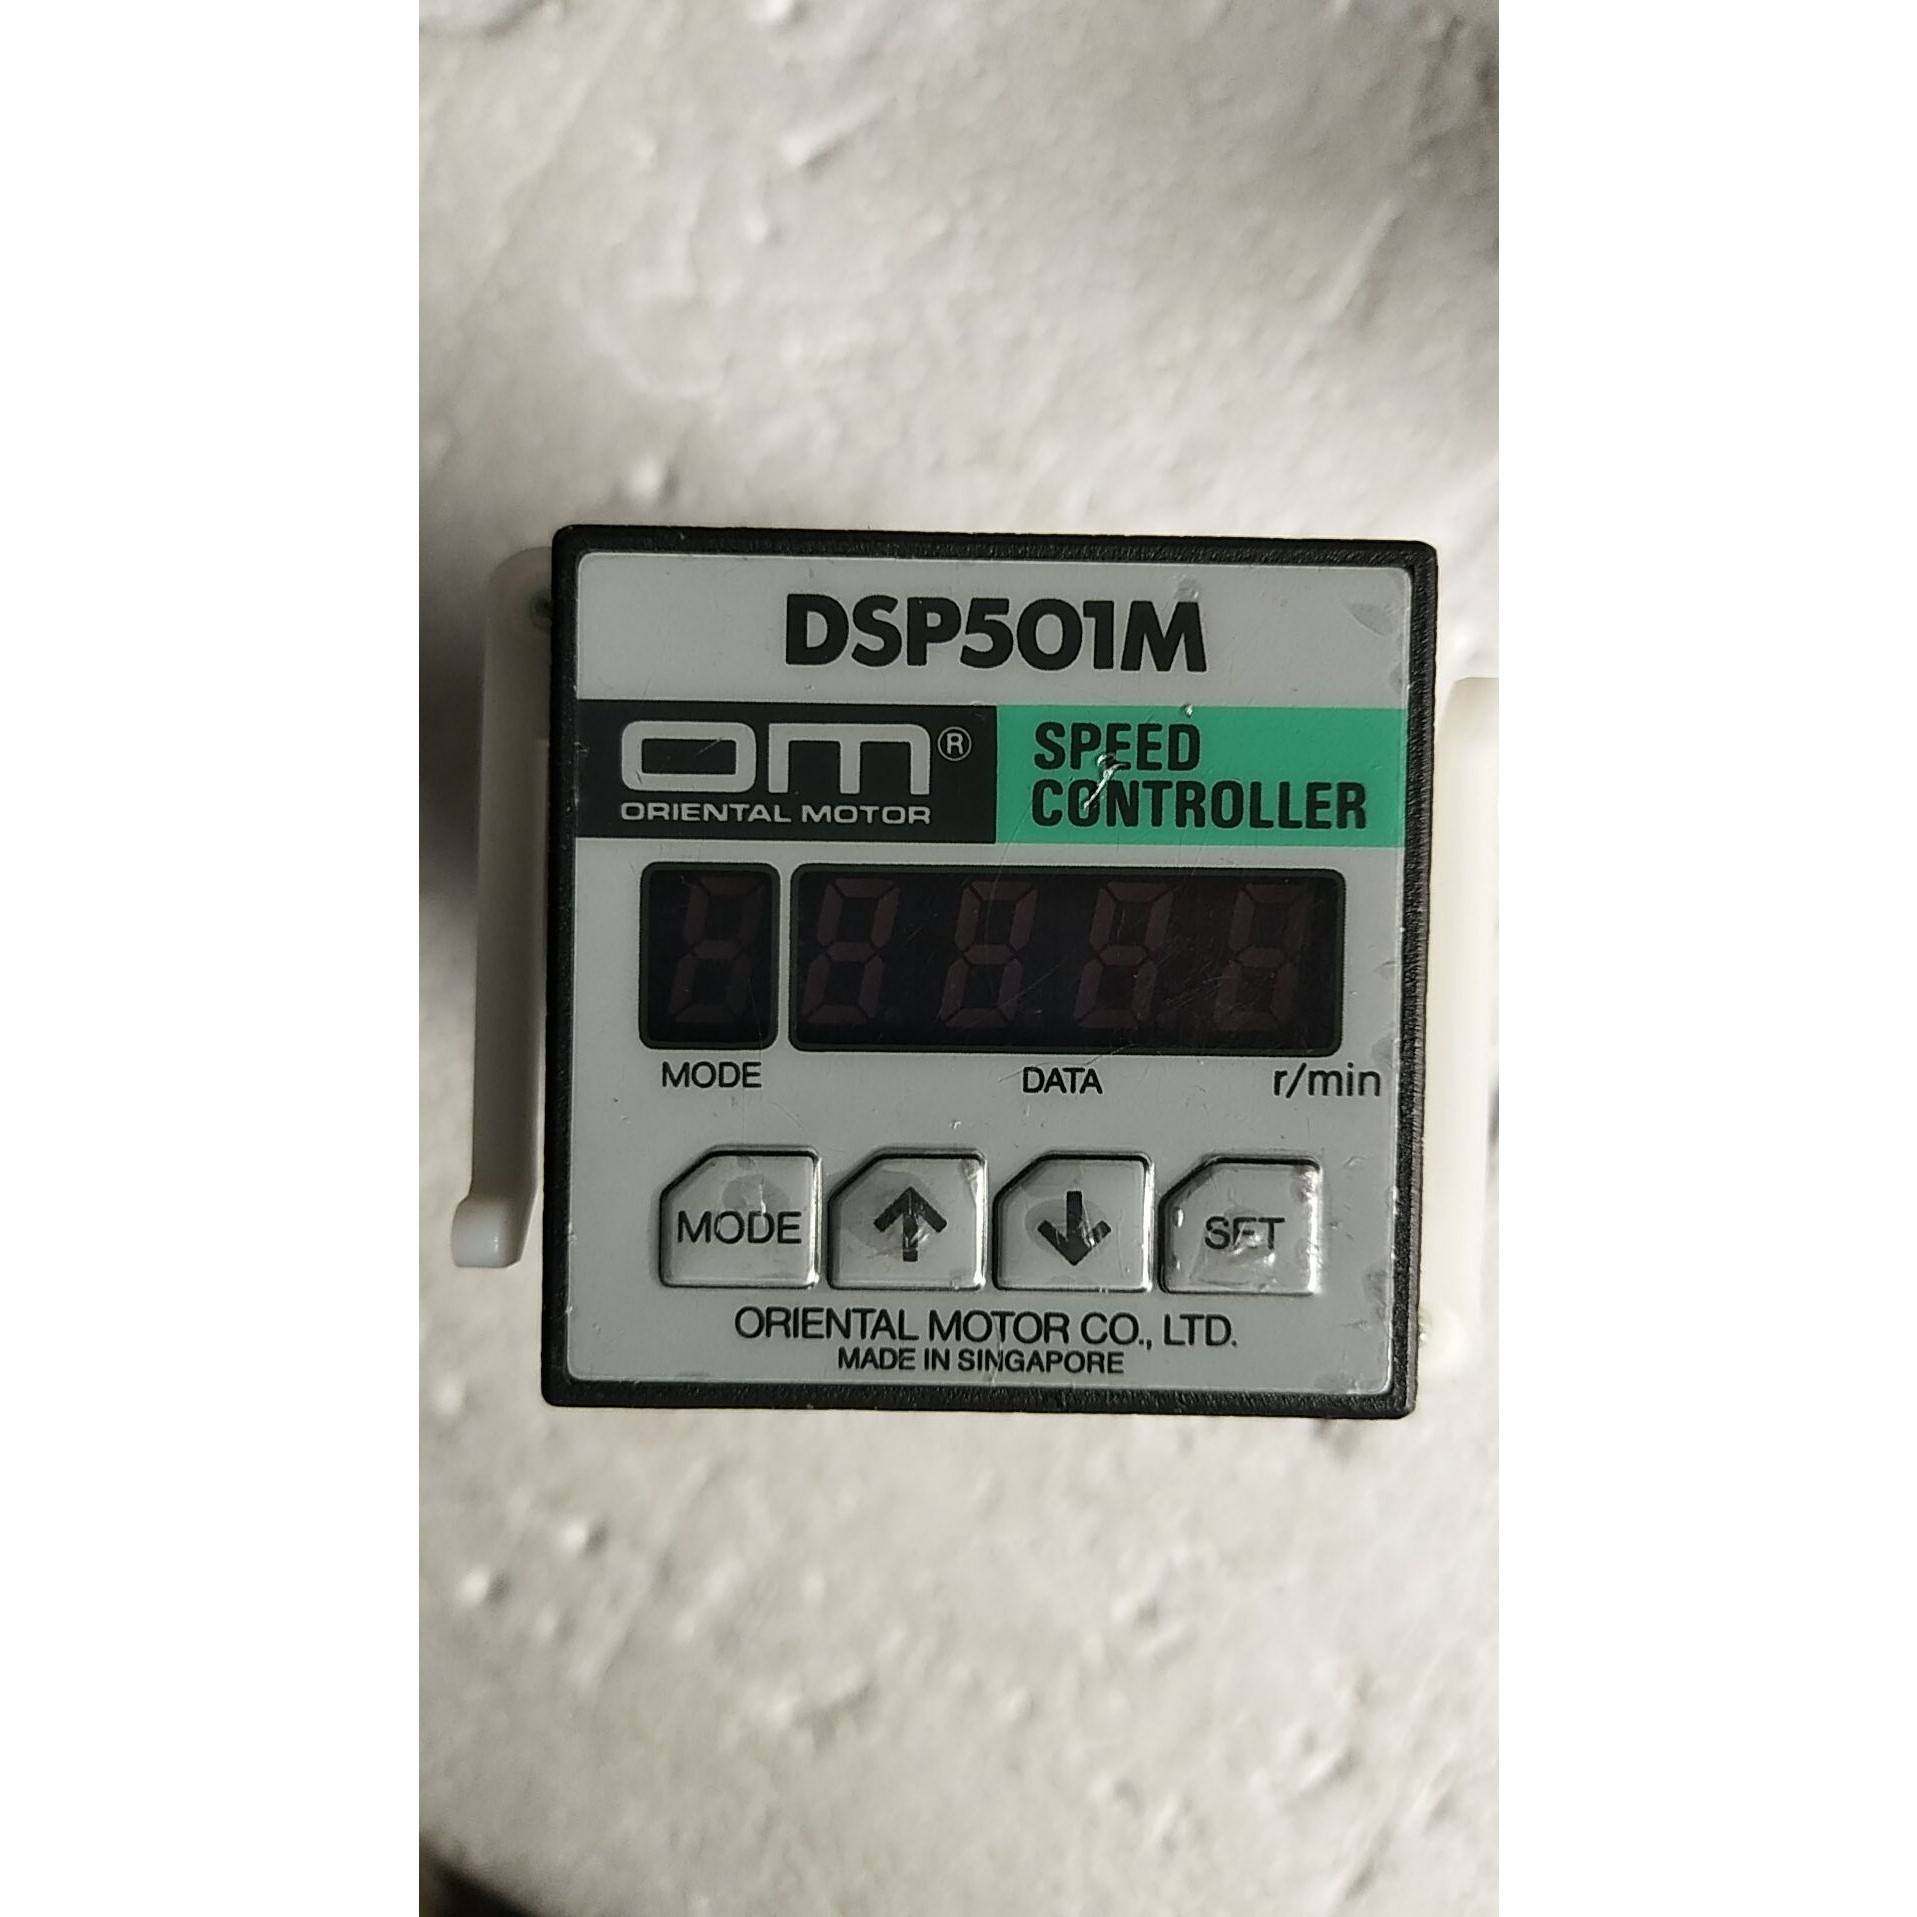 DSP501M
OM®
ORIENTAL MOTOR
SPEED
CONTROLLER
MODE DATA r/min
MODE ↑ ↓ SET
ORIENTAL MOTOR CO., LTD.
MADE IN SINGAPORE